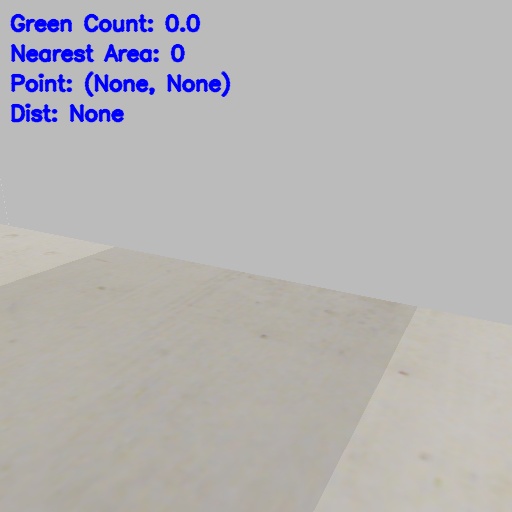 Green Count: 0.0
Nearest Area: 0
Point: (None, None)
Dist: None